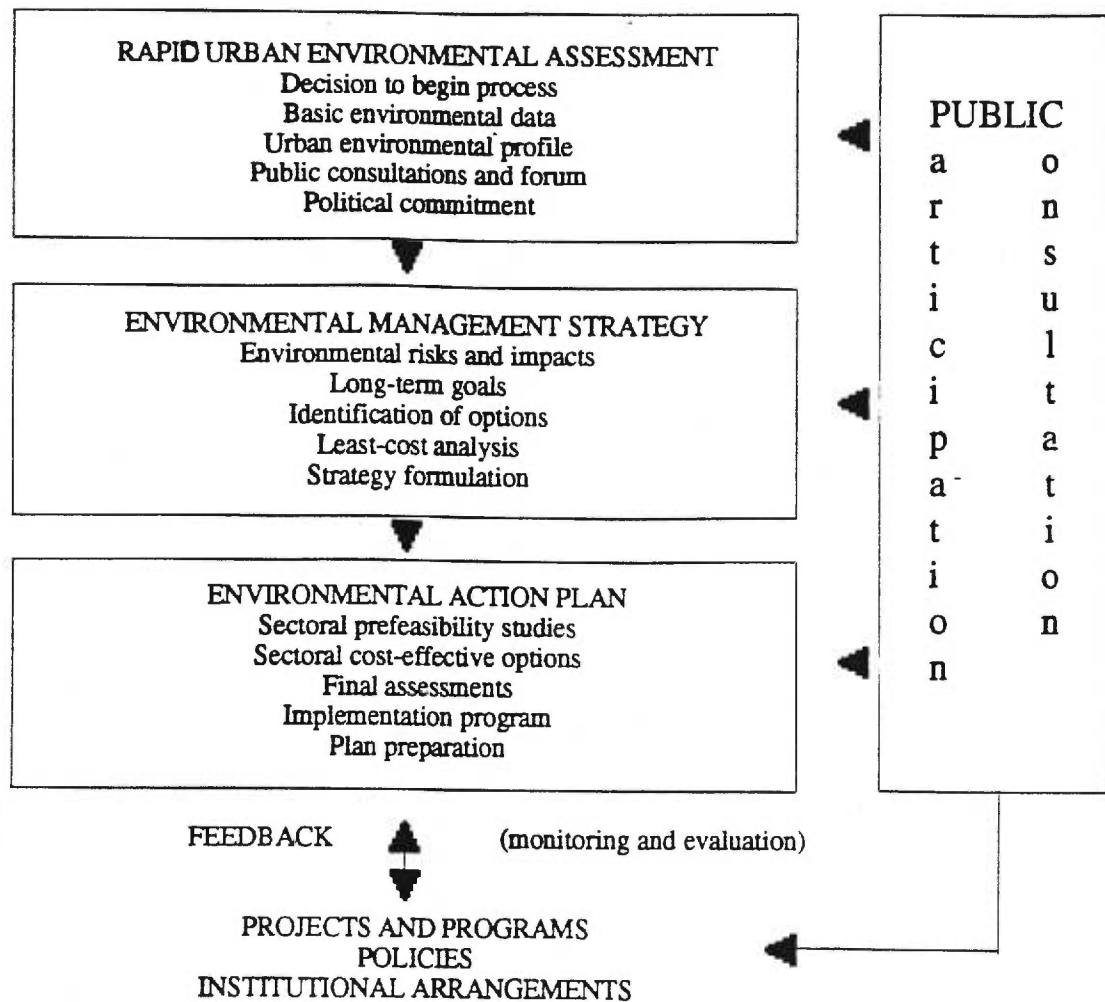 RAPID URBAN ENVIRONMENTAL ASSESSMENT
Decision to begin process
Basic environmental data
Urban environmental profile
Public consultations and forum
Political commitment
ENVIRONMENTAL MANAGEMENT STRATEGY
Environmental risks and impacts
Long-term goals
Identification of options
Least-cost analysis
Strategy formulation
ENVIRONMENTAL ACTION PLAN
Sectoral prefeasibility studies
Sectoral cost-effective options
Final assessments
Implementation program
Plan preparation
FEEDBACK (monitoring and evaluation)
PROJECTS AND PROGRAMS
POLICIES
INSTITUTIONAL ARRANGEMENTS
PUBLIC
a o
r n
t s
i u
c l
i t
p a
a t
t i
i o
o n
n